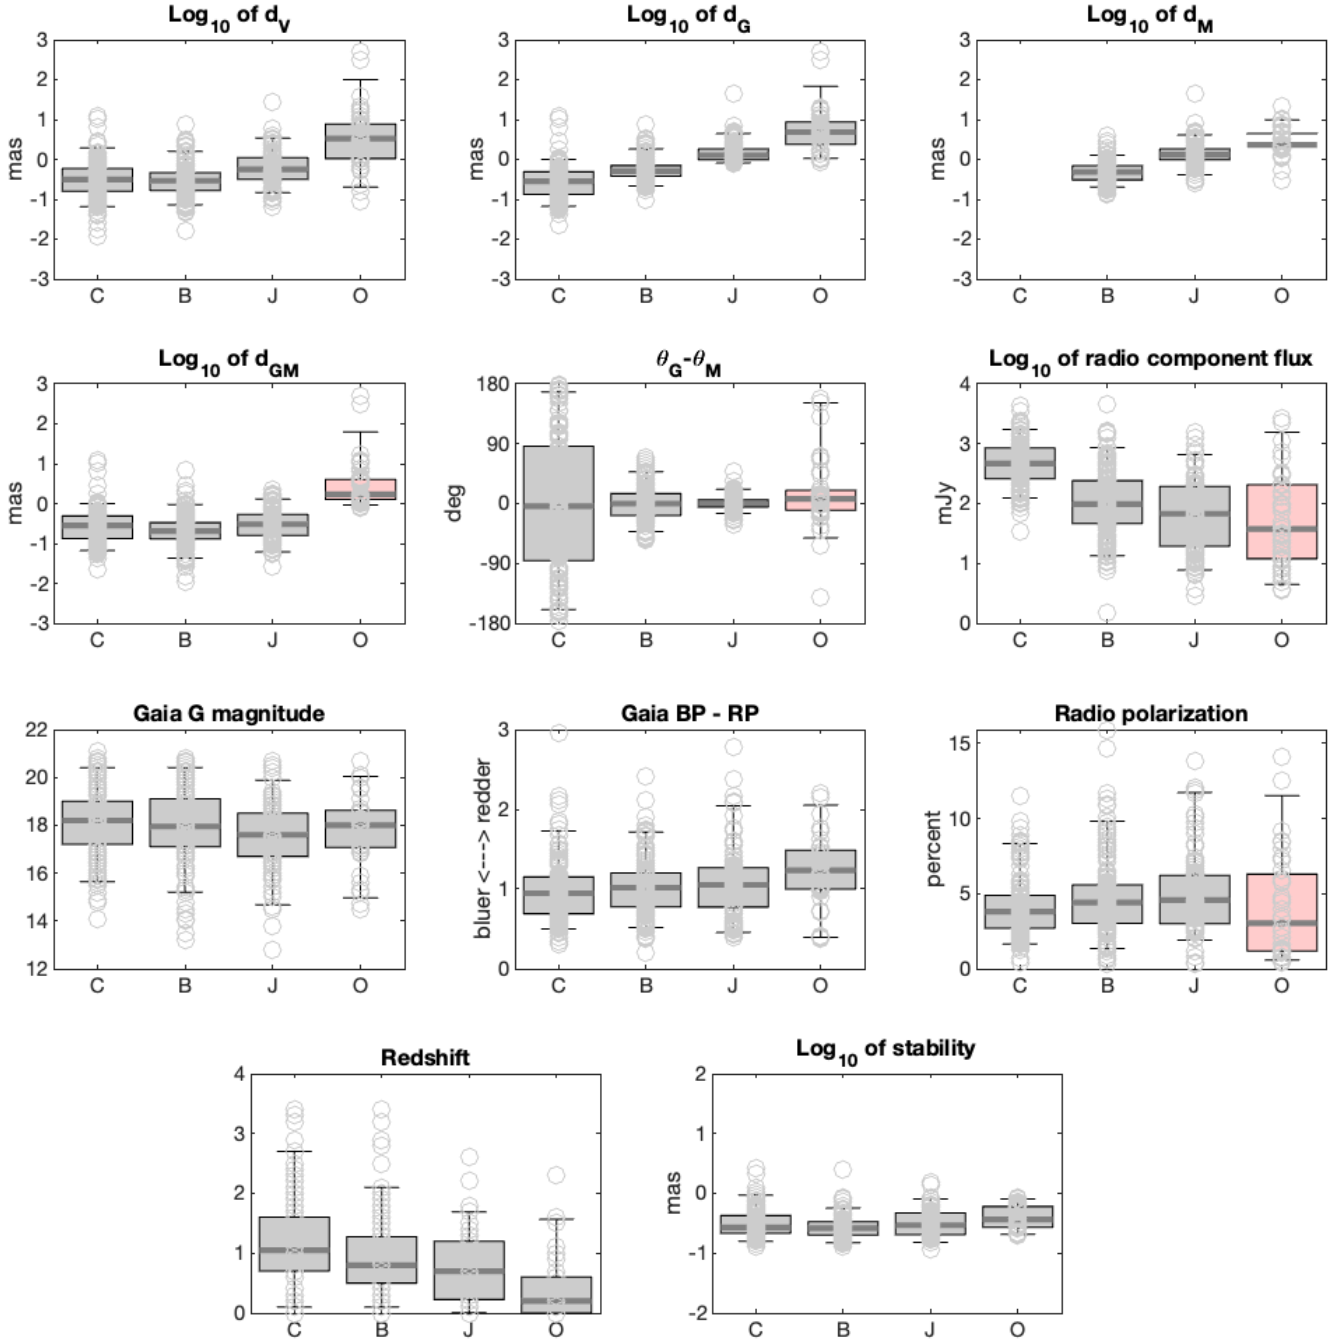 Log10 of dV
3
2
1
0
-1
-2
-3
mas
C B J O
Log10 of dG
3
2
1
0
-1
-2
-3
mas
C B J O
Log10 of dM
3
2
1
0
-1
-2
-3
mas
C B J O
Log10 of dGM
3
2
1
0
-1
-2
-3
mas
C B J O
θG-θM
180
90
0
-90
-180
deg
C B J O
Log10 of radio component flux
4
3
2
1
0
mJy
C B J O
Gaia G magnitude
22
20
18
16
14
12
C B J O
Gaia BP - RP
3
2
1
0
bluer <---> redder
C B J O
Radio polarization
15
10
5
0
percent
C B J O
Redshift
4
3
2
1
0
C B J O
Log10 of stability
2
1
0
-1
-2
mas
C B J O